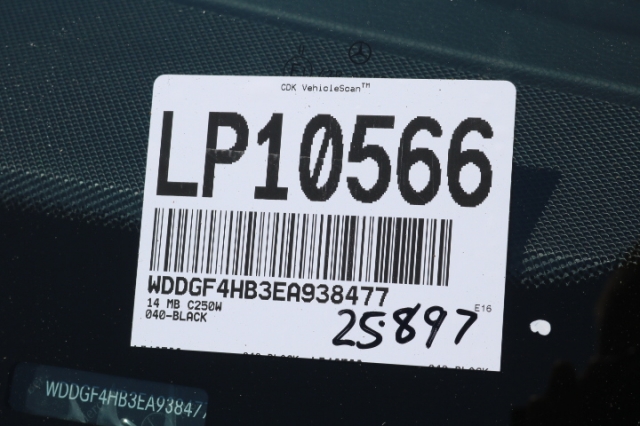 CDK VehicleScan™
LP10566
WDDGF4HB3EA938477
14 MB C250W
E16
040-BLACK
25897
WDDGF4HB3EA938477